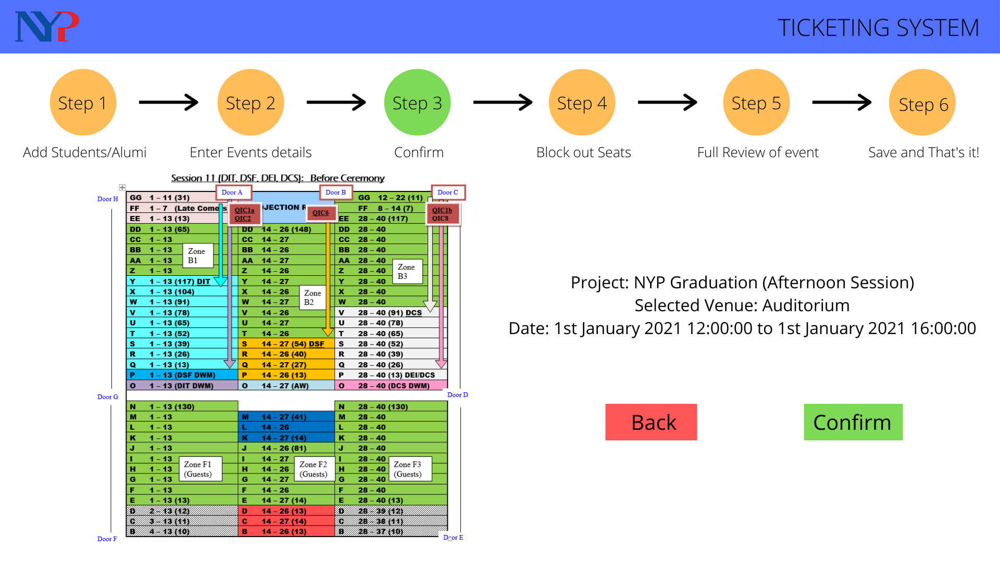 NYP
TICKETING SYSTEM
Step 1
Step 2
Step 3
Step 4
Step 5
Step 6
Add Students/Alumi
Enter Events details
Confirm
Block out Seats
Full Review of event
Save and That's it!
Session 11 (DIT, DSF, DEI, DCS): Before Ceremony
Door H
Door A
Door B
Door C
GG 1 – 11 (31)
GG 12 – 22 (11)
FF 1 – 7 (Late Comers
QIC1a
QIC2
JECTION R
QIC6
FF 8 – 14 (7)
QIC1b
QIC8
EE 1 – 13 (13)
EE 28 – 40 (117)
DD 1 – 13 (65) DD 14 – 26 (148) DD 28 – 40
CC 1 – 13 CC 14 – 27 CC 28 – 40
BB 1 – 13 BB 14 – 26 BB 28 – 40
AA 1 – 13 AA 14 – 27 AA 28 – 40
Z 1 – 13 Z 14 – 26 Z 28 – 40
Zone
B1
Zone
B3
Y 1 – 13 (117) DIT Y 14 – 27 Y 28 – 40
X 1 – 13 (104) X 14 – 26 X 28 – 40
W 1 – 13 (91) W 14 – 27 W 28 – 40
Zone
B2
V 1 – 13 (78) V 14 – 26 V 28 – 40 (91) DCS
U 1 – 13 (65) U 14 – 27 U 28 – 40 (78)
T 1 – 13 (52) T 14 – 26 T 28 – 40 (65)
S 1 – 13 (39) S 14 – 27 (54) DSF S 28 – 40 (52)
R 1 – 13 (26) R 14 – 26 (40) R 28 – 40 (39)
Q 1 – 13 (13) Q 14 – 27 (27) Q 28 – 40 (26)
P 1 – 13 (DSF DWM) P 14 – 26 (13) P 28 – 40 (13) DEI/DCS
O 1 – 13 (DIT DWM) O 14 – 27 (AW) O 28 – 40 (DCS DWM)
Door G
Door D
N 1 – 13 (130) N 28 – 40 (130)
M 1 – 13 M 14 – 27 (41) M 28 – 40
L 1 – 13 L 14 – 26 L 28 – 40
K 1 – 13 K 14 – 27 (14) K 28 – 40
J 1 – 13 J 14 – 26 (81) J 28 – 40
I 1 – 13 I 14 – 27 I 28 – 40
H 1 – 13 H 14 – 26 H 28 – 40
G 1 – 13 G 14 – 27 G 28 – 40
Zone F1
(Guests)
Zone F2
(Guests)
Zone F3
(Guests)
F 1 – 13 F 14 – 26 F 28 – 40
E 1 – 13 (13) E 14 – 27 (14) E 28 – 40 (13)
D 2 – 13 (12) D 14 – 26 (13) D 28 – 39 (12)
C 3 – 13 (11) C 14 – 27 (14) C 28 – 38 (11)
B 4 – 13 (10) B 14 – 26 (13) B 28 – 37 (10)
Door F
Door E
Project: NYP Graduation (Afternoon Session)
Selected Venue: Auditorium
Date: 1st January 2021 12:00:00 to 1st January 2021 16:00:00
Back
Confirm